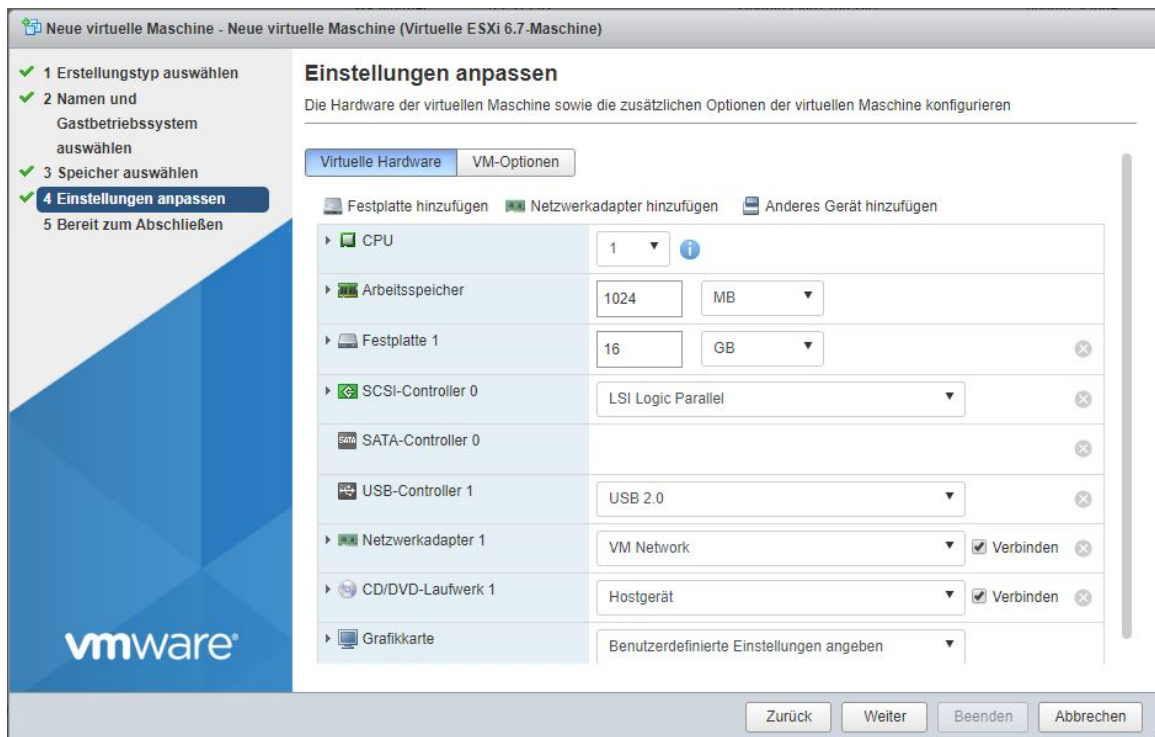 Neue virtuelle Maschine - Neue virtuelle Maschine (Virtuelle ESXi 6.7-Maschine)
1 Erstellungstyp auswählen
2 Namen und
Gastbetriebssystem
auswählen
3 Speicher auswählen
4 Einstellungen anpassen
5 Bereit zum Abschließen
vmware®
Einstellungen anpassen
Die Hardware der virtuellen Maschine sowie die zusätzlichen Optionen der virtuellen Maschine konfigurieren
Virtuelle Hardware VM-Optionen
Festplatte hinzufügen Netzwerkadapter hinzufügen Anderes Gerät hinzufügen
CPU 1
Arbeitsspeicher 1024 MB
Festplatte 1 16 GB
SCSI-Controller 0 LSI Logic Parallel
SATA SATA-Controller 0
USB-Controller 1 USB 2.0
Netzwerkadapter 1 VM Network Verbinden
CD/DVD-Laufwerk 1 Hostgerät Verbinden
Grafikkarte Benutzerdefinierte Einstellungen angeben
Zurück Weiter Beenden Abbrechen